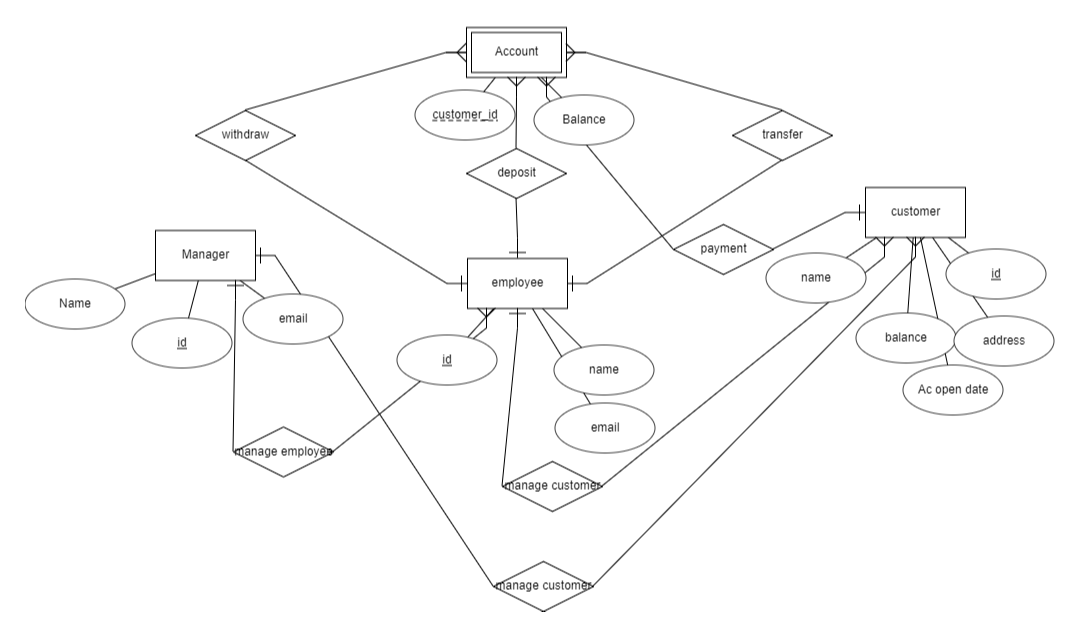 Account
customer_id
Balance
withdraw
transfer
deposit
customer
payment
Manager
name
id
employee
Name
email
id
balance
address
id
name
Ac open date
email
manage employee
manage customer
manage customer